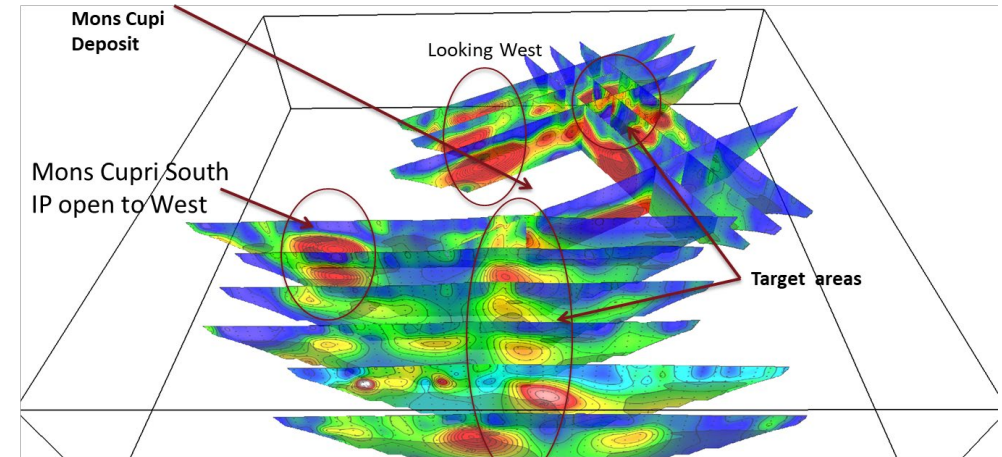 Mons Cupi
Deposit
Looking West
Mons Cupri South
IP open to West
Target areas